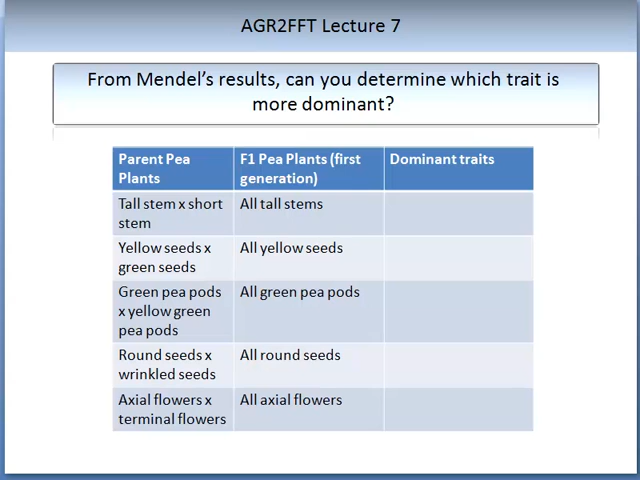 AGR2FFT Lecture 7
From Mendel's results, can you determine which trait is
more dominant?
Parent Pea
Plants
F1 Pea Plants (first
generation)
Dominant traits
Tall stem x short
stem
All tall stems
Yellow seeds x
green seeds
All yellow seeds
Green pea pods
x yellow green
pea pods
All green pea pods
Round seeds x
wrinkled seeds
All round seeds
Axial flowers x
terminal flowers
All axial flowers